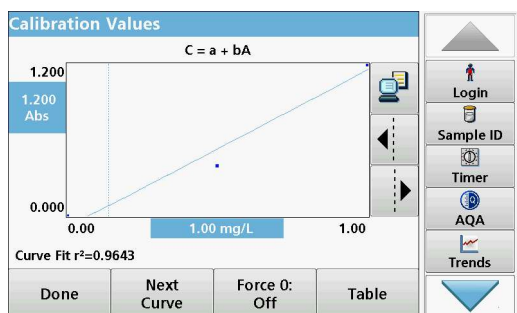 Calibration Values
C = a + bA
1.200
1.200
Abs
0.000
0.00
1.00 mg/L
1.00
Curve Fit r²=0.9643
Done
Next
Curve
Force 0:
Off
Table
Login
Sample ID
Timer
AQA
Trends